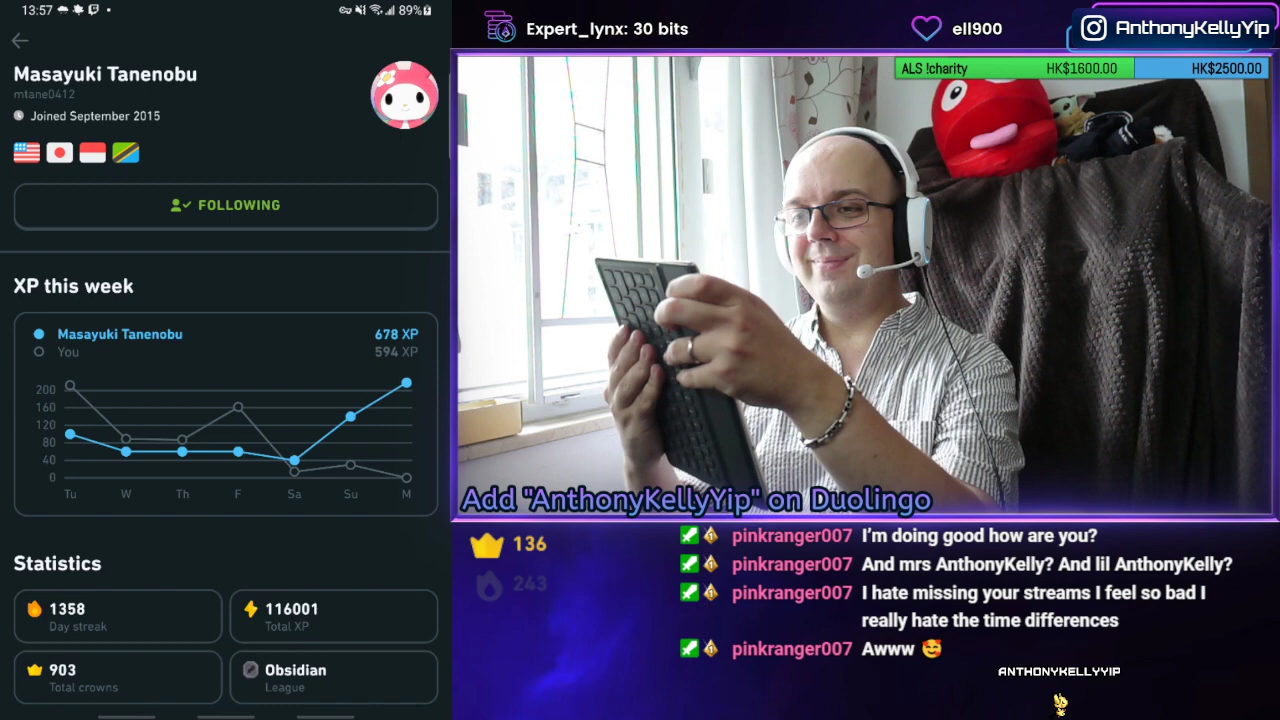 13:57
89%
Masayuki Tanenobu
mtane0412
Joined September 2015
FOLLOWING
XP this week
Masayuki Tanenobu 678 XP
You 594 XP
200
160
120
80
40
0
Tu W Th F Sa Su M
Statistics
1358
Day streak
116001
Total XP
903
Total crowns
Obsidian
League
Expert_lynx: 30 bits
ell900
AnthonyKellyYip
ALS !charity HK$1600.00 HK$2500.00
Add "AnthonyKellyYip" on Duolingo
136
243
pinkranger007 I'm doing good how are you?
pinkranger007 And mrs AnthonyKelly? And lil AnthonyKelly?
pinkranger007 I hate missing your streams I feel so bad I
really hate the time differences
pinkranger007 Awww 🥰
ANTHONYKELLYYIP